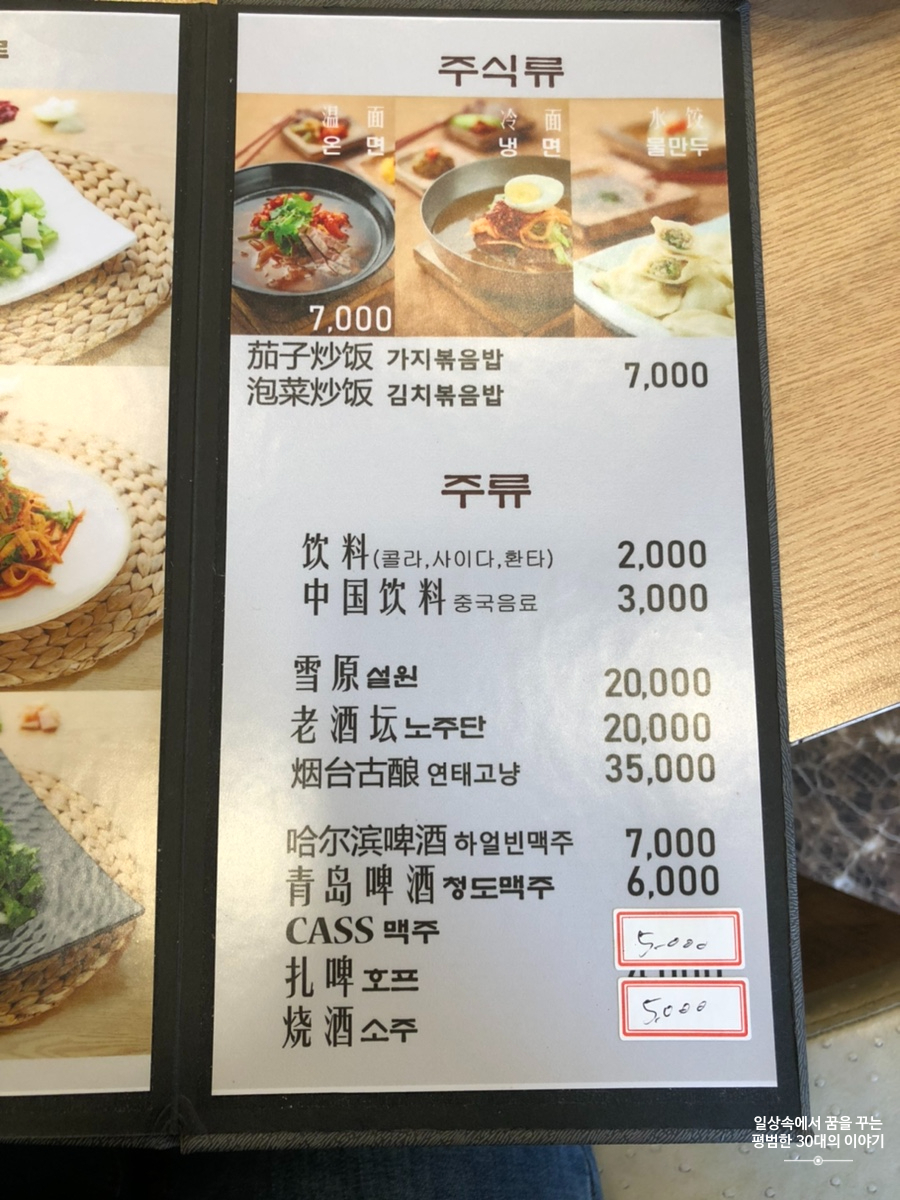 주식류
温 面
온 면
冷 面
냉 면
水 饺
물만두
7,000
茄子炒饭 가지볶음밥
泡菜炒饭 김치볶음밥
7,000
주류
饮料(콜라,사이다,환타) 2,000
中国饮料 중국음료 3,000
雪原 설원 20,000
老酒坛 노주단 20,000
烟台古酿 연태고냥 35,000
哈尔滨啤酒 하얼빈맥주 7,000
青岛啤酒 청도맥주 6,000
CASS 맥주 5,000
扎啤 호프
烧酒 소주 5,000
일상속에서 꿈을 꾸는
평범한 30대의 이야기